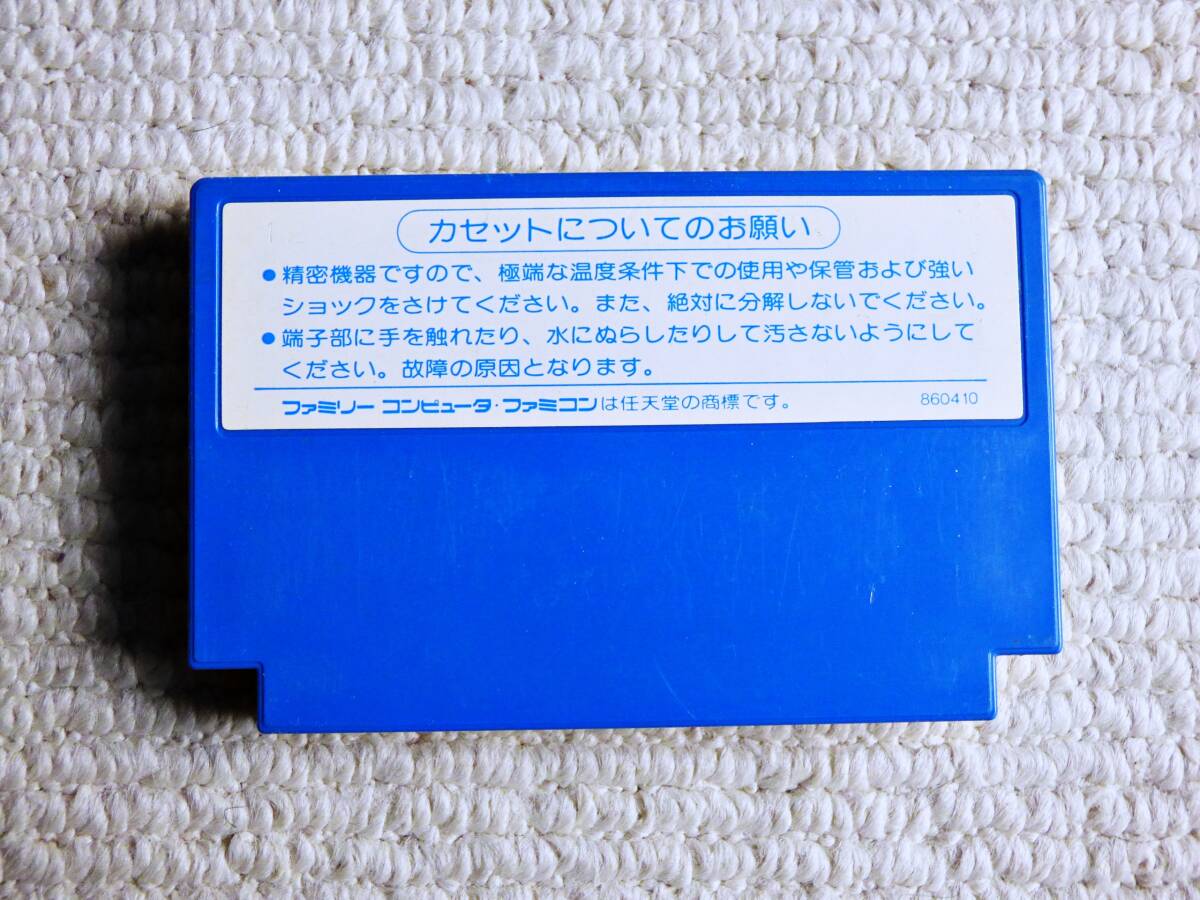 カセットについてのお願い
●精密機器ですので、極端な温度条件下での使用や保管および強い
ショックをさけてください。また、絶対に分解しないでください。
●端子部に手を触れたり、水にぬらしたりして汚さないようにして
ください。故障の原因となります。
ファミリー コンピュータ・ファミコンは任天堂の商標です。 860410